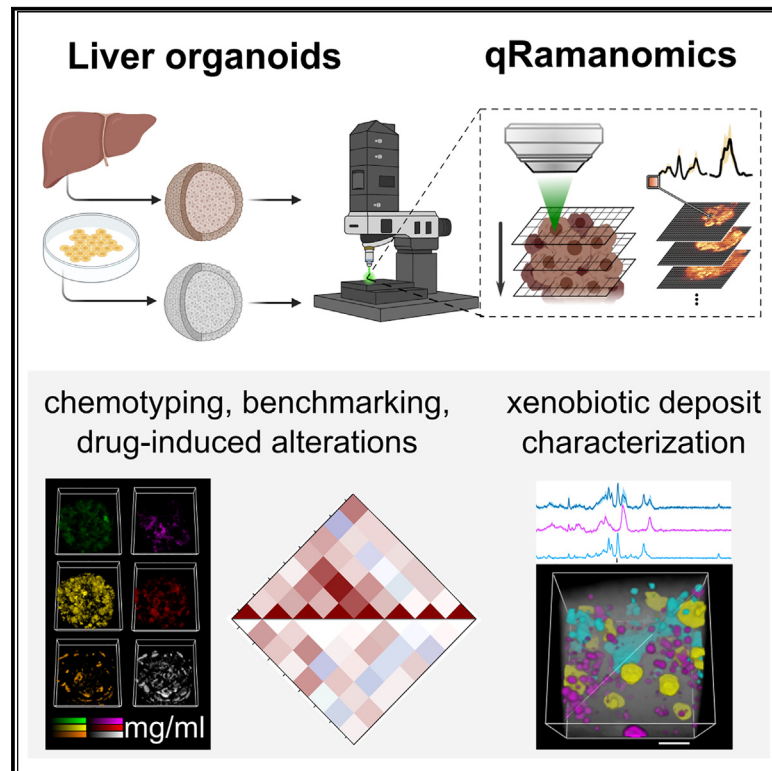 Liver organoids
qRamanomics
chemotyping, benchmarking,
drug-induced alterations
xenobiotic deposit
characterization
mg/ml